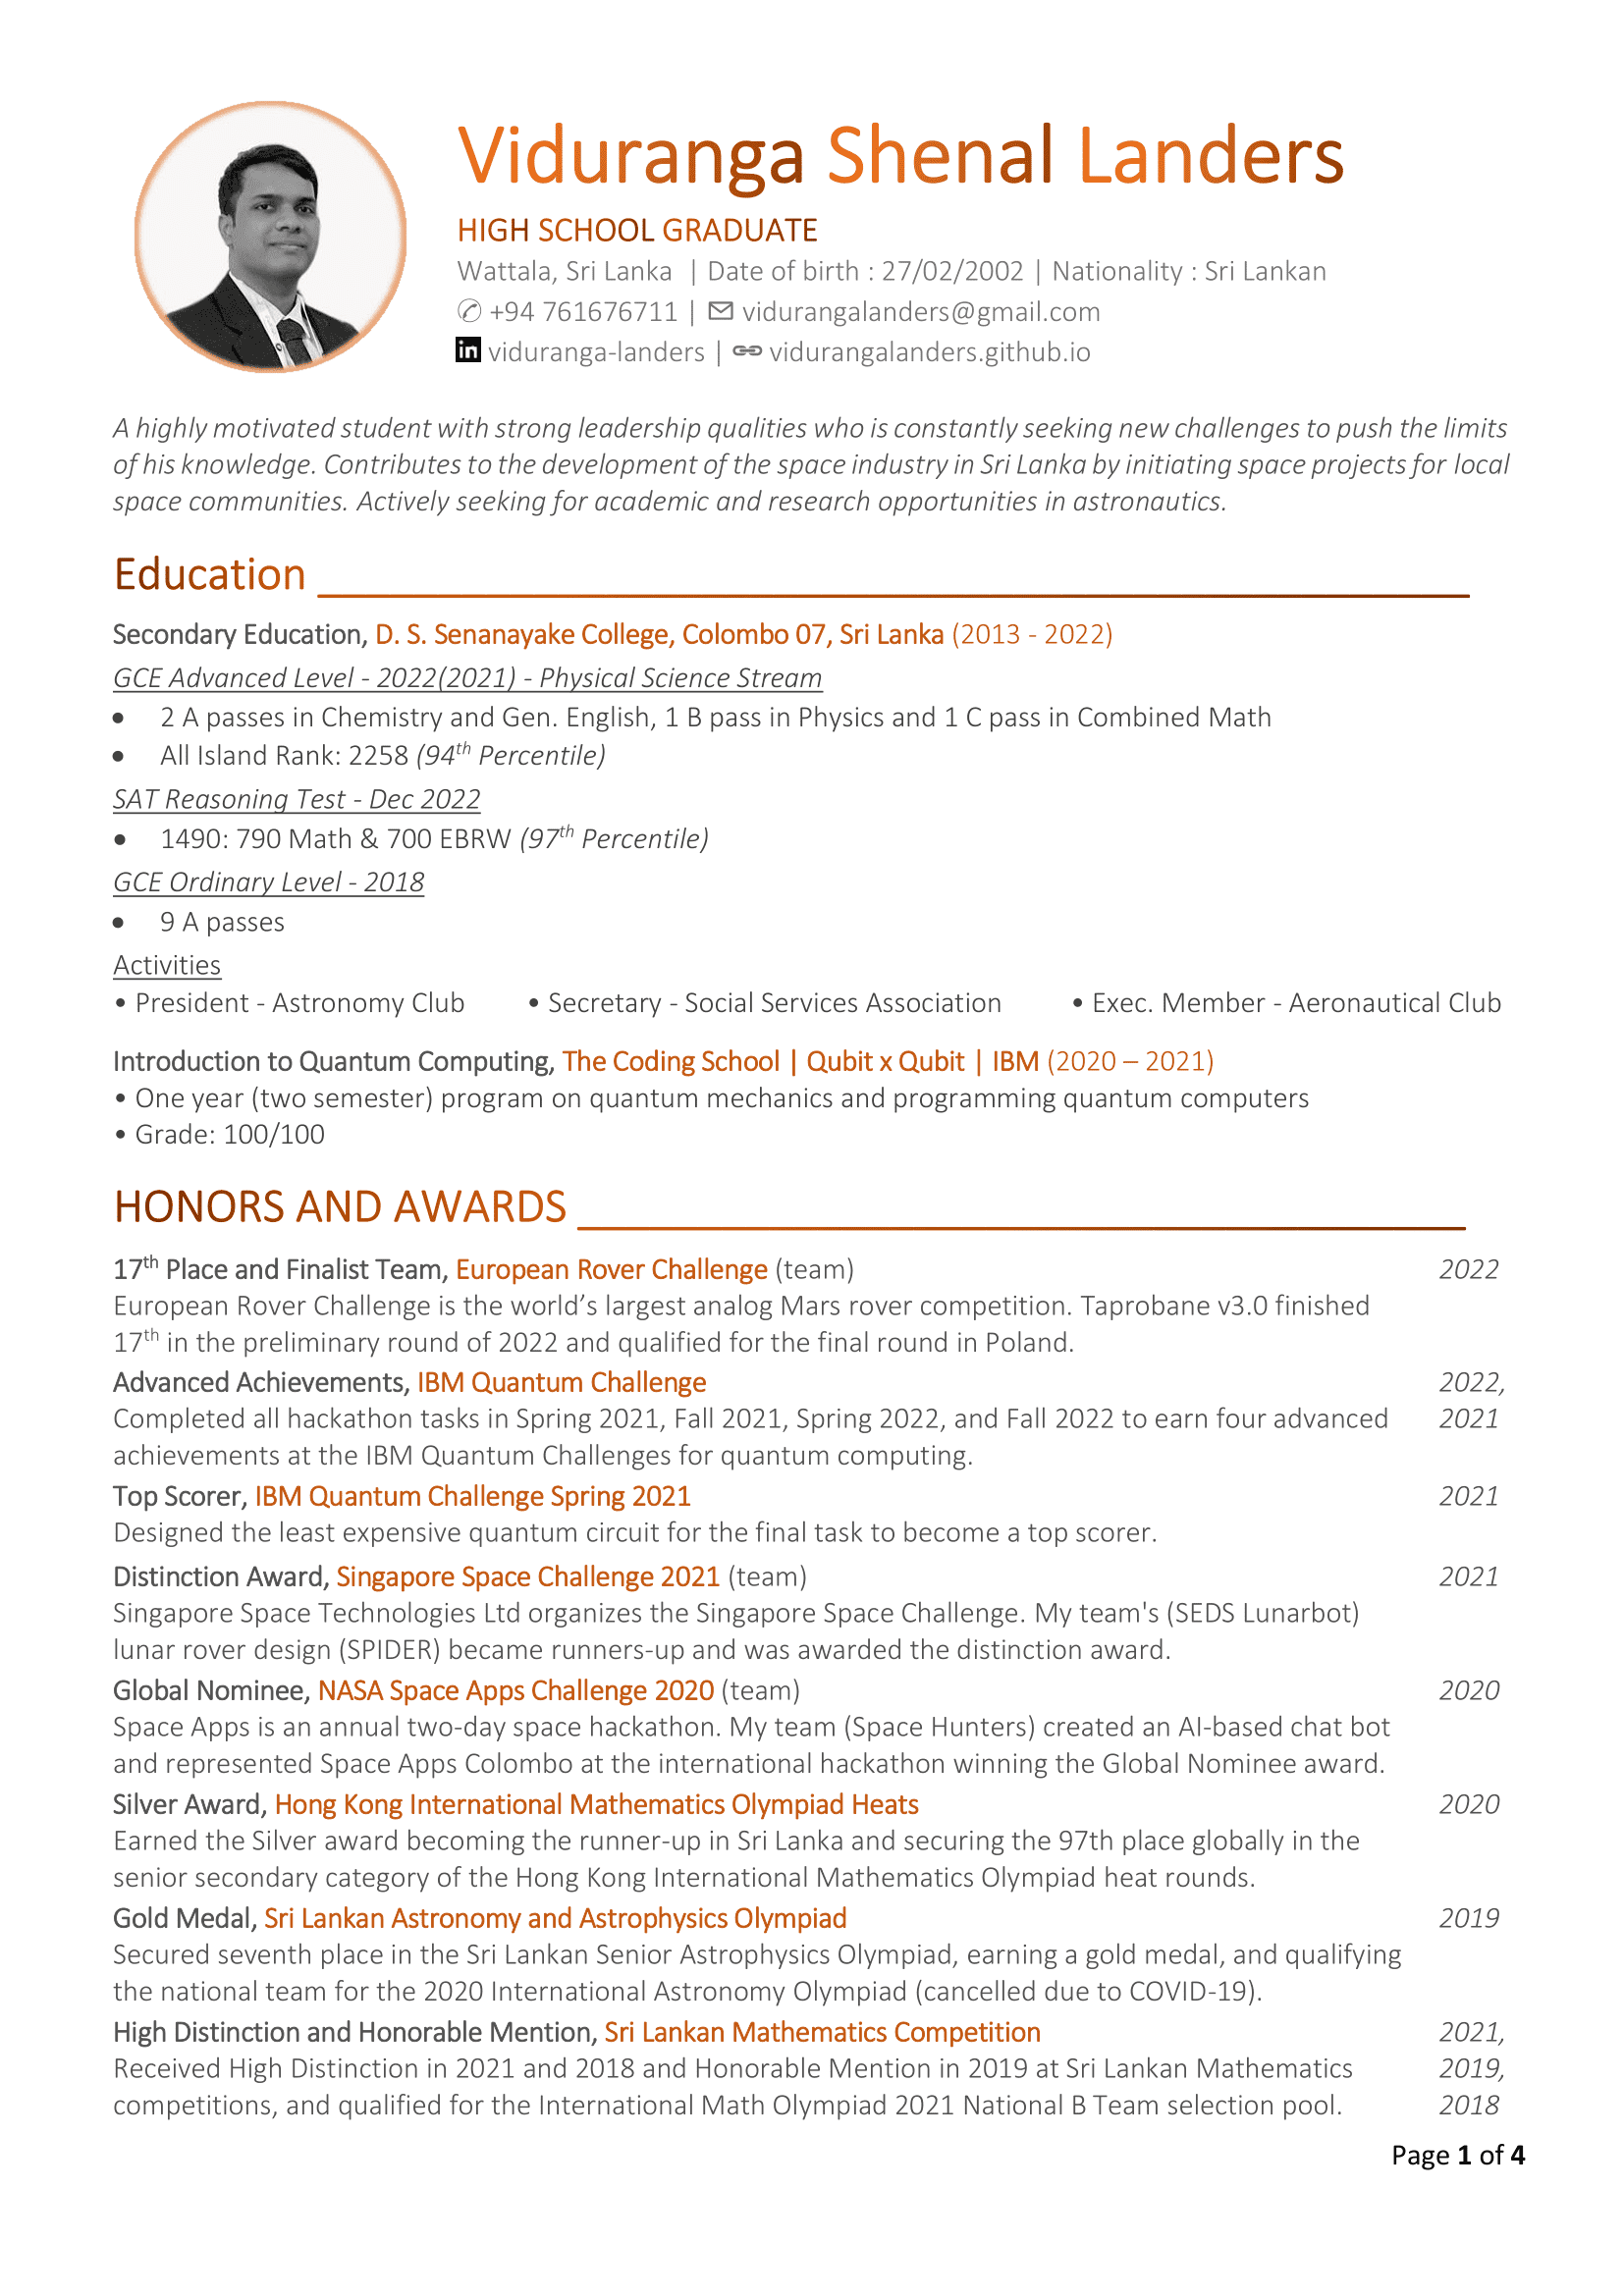 Viduranga Shenal Landers
HIGH SCHOOL GRADUATE
Wattala, Sri Lanka | Date of birth : 27/02/2002 | Nationality : Sri Lankan
✆ +94 761676711 | ✉ vidurangalanders@gmail.com
in viduranga-landers | vidurangalanders.github.io
A highly motivated student with strong leadership qualities who is constantly seeking new challenges to push the limits
of his knowledge. Contributes to the development of the space industry in Sri Lanka by initiating space projects for local
space communities. Actively seeking for academic and research opportunities in astronautics.
Education
Secondary Education, D. S. Senanayake College, Colombo 07, Sri Lanka (2013 - 2022)
GCE Advanced Level - 2022(2021) - Physical Science Stream
• 2 A passes in Chemistry and Gen. English, 1 B pass in Physics and 1 C pass in Combined Math
• All Island Rank: 2258 (94th Percentile)
SAT Reasoning Test - Dec 2022
• 1490: 790 Math & 700 EBRW (97th Percentile)
GCE Ordinary Level - 2018
• 9 A passes
Activities
• President - Astronomy Club • Secretary - Social Services Association • Exec. Member - Aeronautical Club
Introduction to Quantum Computing, The Coding School | Qubit x Qubit | IBM (2020 – 2021)
• One year (two semester) program on quantum mechanics and programming quantum computers
• Grade: 100/100
HONORS AND AWARDS
17th Place and Finalist Team, European Rover Challenge (team) 2022
European Rover Challenge is the world’s largest analog Mars rover competition. Taprobane v3.0 finished
17th in the preliminary round of 2022 and qualified for the final round in Poland.
Advanced Achievements, IBM Quantum Challenge 2022,
Completed all hackathon tasks in Spring 2021, Fall 2021, Spring 2022, and Fall 2022 to earn four advanced 2021
achievements at the IBM Quantum Challenges for quantum computing.
Top Scorer, IBM Quantum Challenge Spring 2021 2021
Designed the least expensive quantum circuit for the final task to become a top scorer.
Distinction Award, Singapore Space Challenge 2021 (team) 2021
Singapore Space Technologies Ltd organizes the Singapore Space Challenge. My team's (SEDS Lunarbot)
lunar rover design (SPIDER) became runners-up and was awarded the distinction award.
Global Nominee, NASA Space Apps Challenge 2020 (team) 2020
Space Apps is an annual two-day space hackathon. My team (Space Hunters) created an AI-based chat bot
and represented Space Apps Colombo at the international hackathon winning the Global Nominee award.
Silver Award, Hong Kong International Mathematics Olympiad Heats 2020
Earned the Silver award becoming the runner-up in Sri Lanka and securing the 97th place globally in the
senior secondary category of the Hong Kong International Mathematics Olympiad heat rounds.
Gold Medal, Sri Lankan Astronomy and Astrophysics Olympiad 2019
Secured seventh place in the Sri Lankan Senior Astrophysics Olympiad, earning a gold medal, and qualifying
the national team for the 2020 International Astronomy Olympiad (cancelled due to COVID-19).
High Distinction and Honorable Mention, Sri Lankan Mathematics Competition 2021,
Received High Distinction in 2021 and 2018 and Honorable Mention in 2019 at Sri Lankan Mathematics 2019,
competitions, and qualified for the International Math Olympiad 2021 National B Team selection pool. 2018
Page 1 of 4